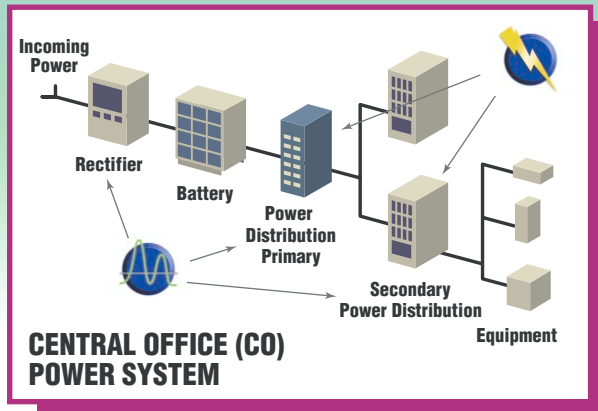 Incoming
Power
Rectifier
Battery
Power
Distribution
Primary
Secondary
Power Distribution
Equipment
CENTRAL OFFICE (CO)
POWER SYSTEM